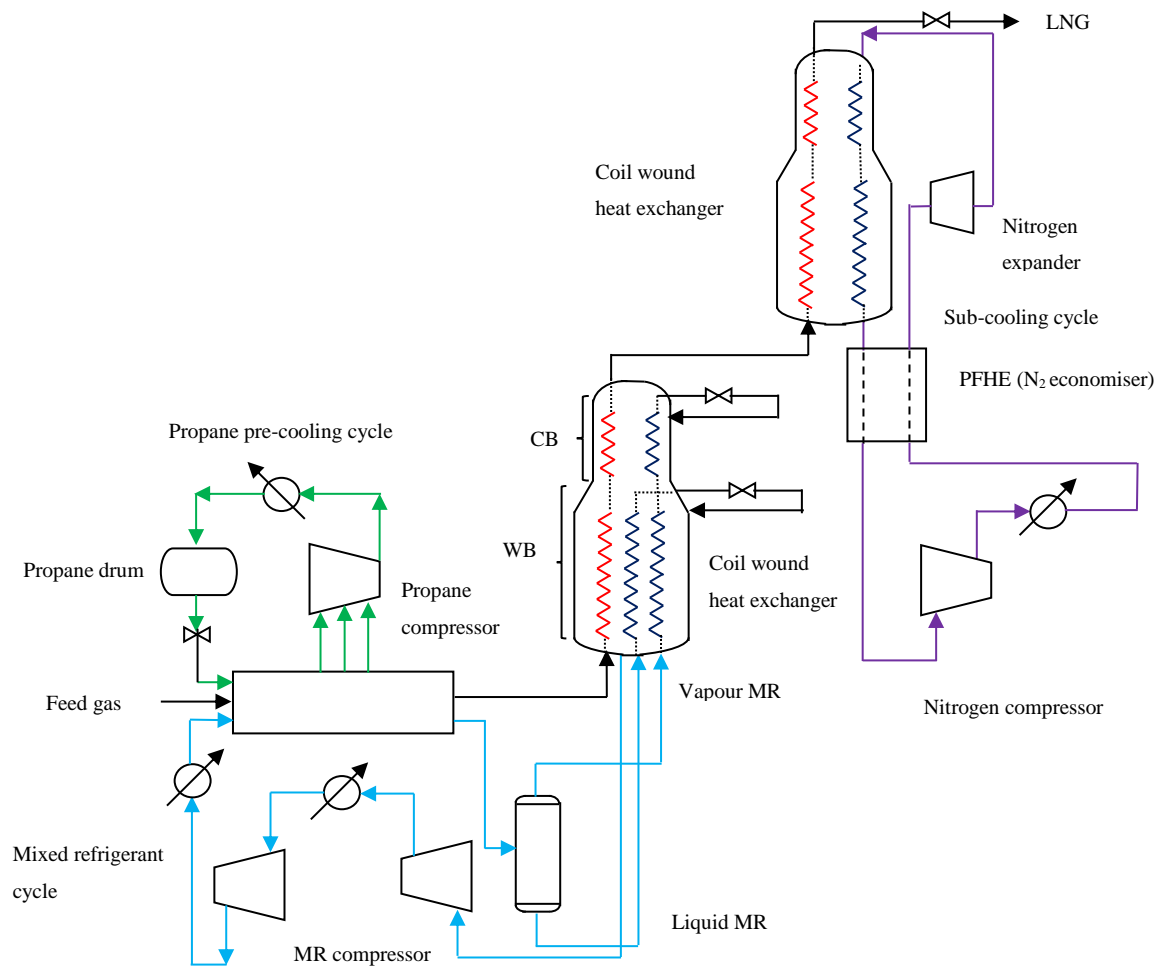 LNG
Coil wound
heat exchanger
Nitrogen
expander
Sub-cooling cycle
PFHE (N₂ economiser)
CB
Propane pre-cooling cycle
WB
Propane drum
Propane
compressor
Coil wound
heat exchanger
Feed gas
Vapour MR
Nitrogen compressor
Mixed refrigerant
cycle
Liquid MR
MR compressor